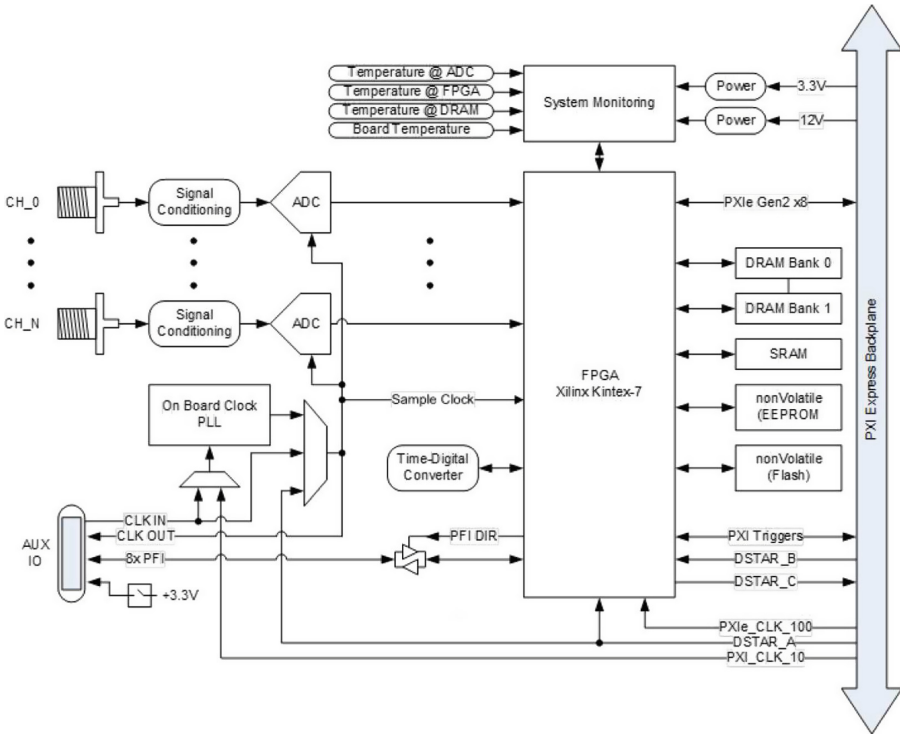 Temperature @ ADC
Temperature @ FPGA
Temperature @ DRAM
Board Temperature
System Monitoring
Power
3.3V
Power
12V
CH_0
Signal
Conditioning
ADC
PXIe Gen2 x8
DRAM Bank 0
DRAM Bank 1
CH_N
Signal
Conditioning
ADC
SRAM
FPGA
Xilinx Kintex-7
nonVolatile
(EEPROM
On Board Clock
PLL
Sample Clock
Time-Digital
Converter
nonVolatile
(Flash)
PXI Express Backplane
AUX
IO
CLK IN
CLK OUT
8x PFI
+3.3V
PFI DIR
PXI Triggers
DSTAR_B
DSTAR_C
PXIe_CLK_100
DSTAR_A
PXI_CLK_10